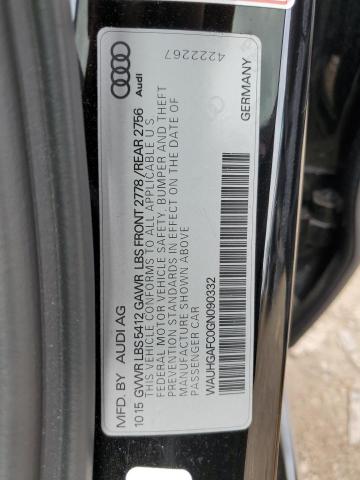 MFD. BY AUDI AG
10 15 GVWR LBS 5412 GAWR LBS FRONT 2778 /REAR 2756
THIS VEHICLE CONFORMS TO ALL APPLICABLE U.S.
FEDERAL MOTOR VEHICLE SAFETY, BUMPER AND THEFT
PREVENTION STANDARDS IN EFFECT ON THE DATE OF
MANUFACTURE SHOWN ABOVE
PASSENGER CAR
WAUHGAFC0GN090332
Audi
4222267
GERMANY